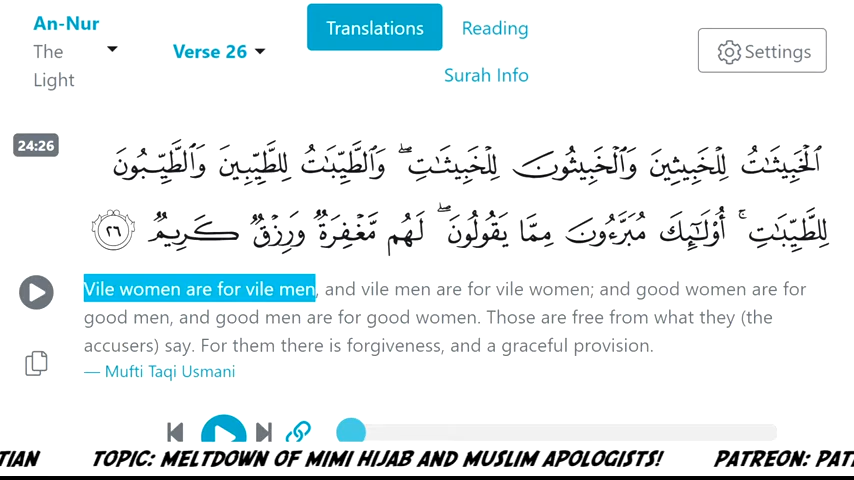 An-Nur
The
Light
Verse 26
Translations
Reading
Surah Info
Settings
24:26
ٱلْخَبِيثَـٰتُ لِلْخَبِيثِينَ وَٱلْخَبِيثُونَ لِلْخَبِيثَـٰتِ ۖ وَٱلطَّيِّبَـٰتُ لِلطَّيِّبِينَ وَٱلطَّيِّبُونَ
لِلطَّيِّبَـٰتِ ۚ أُو۟لَـٰٓئِكَ مُبَرَّءُونَ مِمَّا يَقُولُونَ ۖ لَهُم مَّغْفِرَةٌ وَرِزْقٌ كَرِيمٌ ٢٦
Vile women are for vile men, and vile men are for vile women; and good women are for
good men, and good men are for good women. Those are free from what they (the
accusers) say. For them there is forgiveness, and a graceful provision.
— Mufti Taqi Usmani
TIAN TOPIC: MELTDOWN OF MIMI HIJAB AND MUSLIM APOLOGISTS! PATREON: PAT